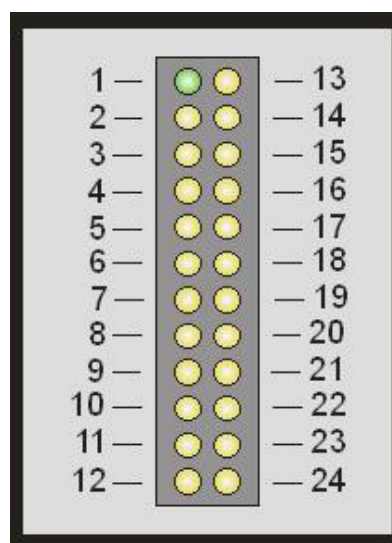 1 — — 13
2 — — 14
3 — — 15
4 — — 16
5 — — 17
6 — — 18
7 — — 19
8 — — 20
9 — — 21
10 — — 22
11 — — 23
12 — — 24